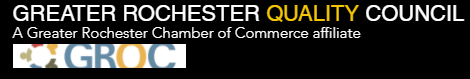 GREATER ROCHESTER QUALITY COUNCIL
A Greater Rochester Chamber of Commerce affiliate
GRQC